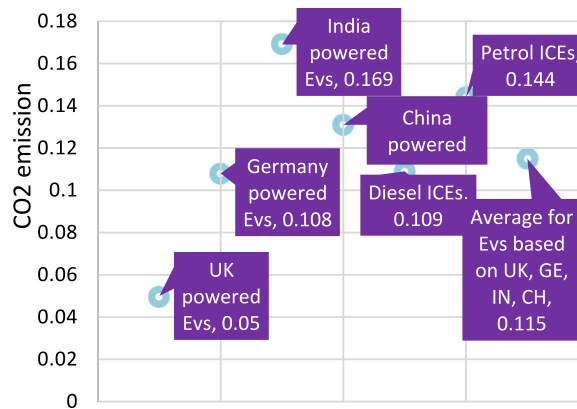 CO2 emission
0.18
0.16
0.14
0.12
0.1
0.08
0.06
0.04
0.02
0
India
powered
Evs, 0.169
Petrol ICEs,
0.144
China
powered
Germany
powered
Evs, 0.108
Diesel ICEs.
0.109
Average for
Evs based
on UK, GE,
IN, CH,
0.115
UK
powered
Evs, 0.05